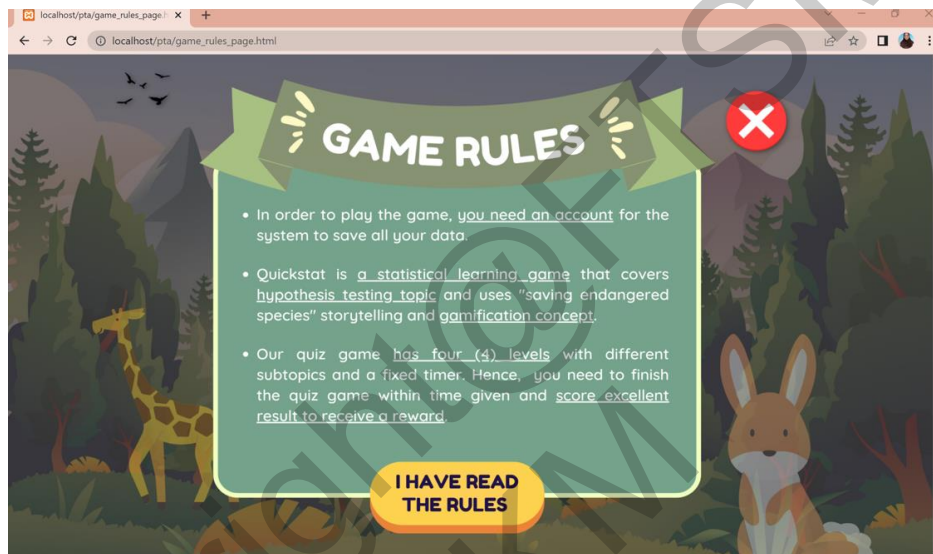 localhost/pta/game_rules_page.h
localhost/pta/game_rules_page.html
GAME RULES
• In order to play the game, you need an account for the
system to save all your data.
• Quickstat is a statistical learning game that covers
hypothesis testing topic and uses "saving endangered
species" storytelling and gamification concept.
• Our quiz game has four (4) levels with different
subtopics and a fixed timer. Hence, you need to finish
the quiz game within time given and score excellent
result to receive a reward.
I HAVE READ
THE RULES